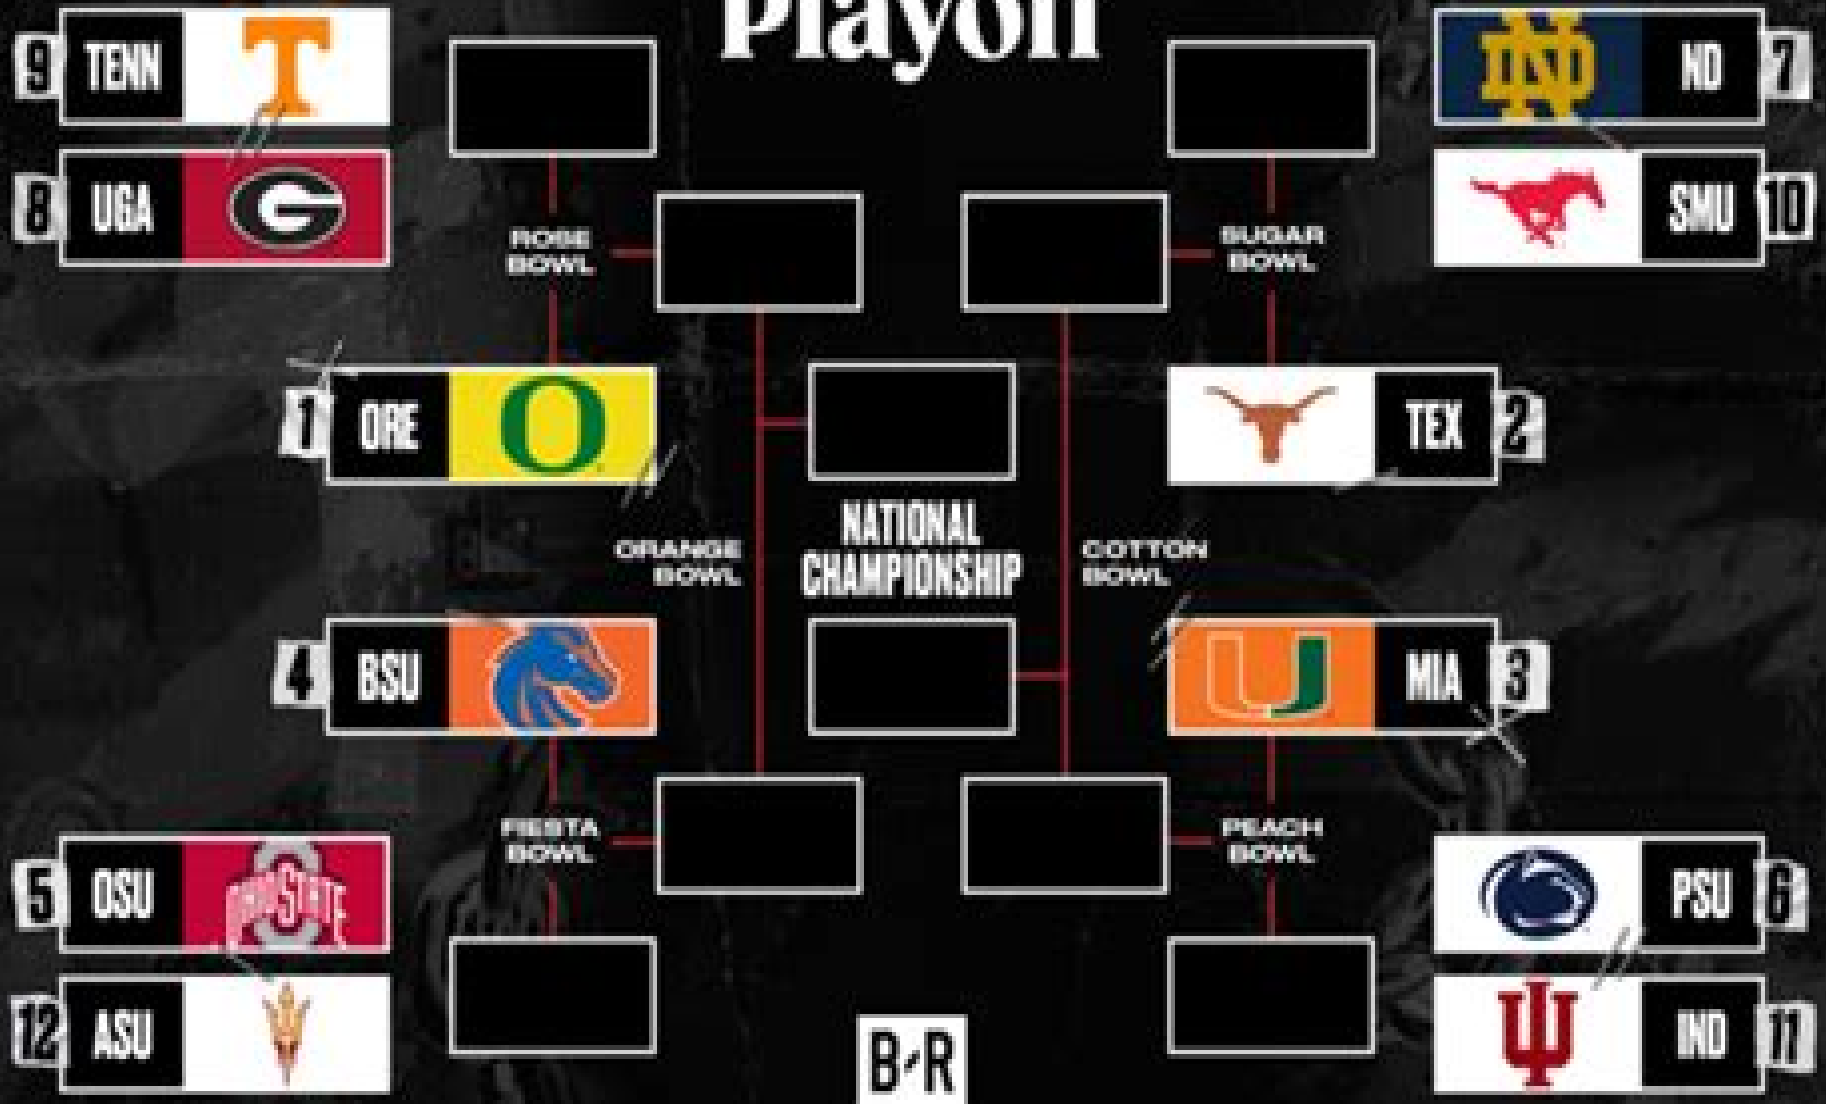 Playoff
9 TENN
8 UGA
ROSE
BOWL
1 ORE
ORANGE
BOWL
4 BSU
FIESTA
BOWL
5 OSU
OHIO STATE
12 ASU
NATIONAL
CHAMPIONSHIP
B/R
ND 7
SMU 10
SUGAR
BOWL
TEX 2
COTTON
BOWL
MIA 3
PEACH
BOWL
PSU 6
IND 11